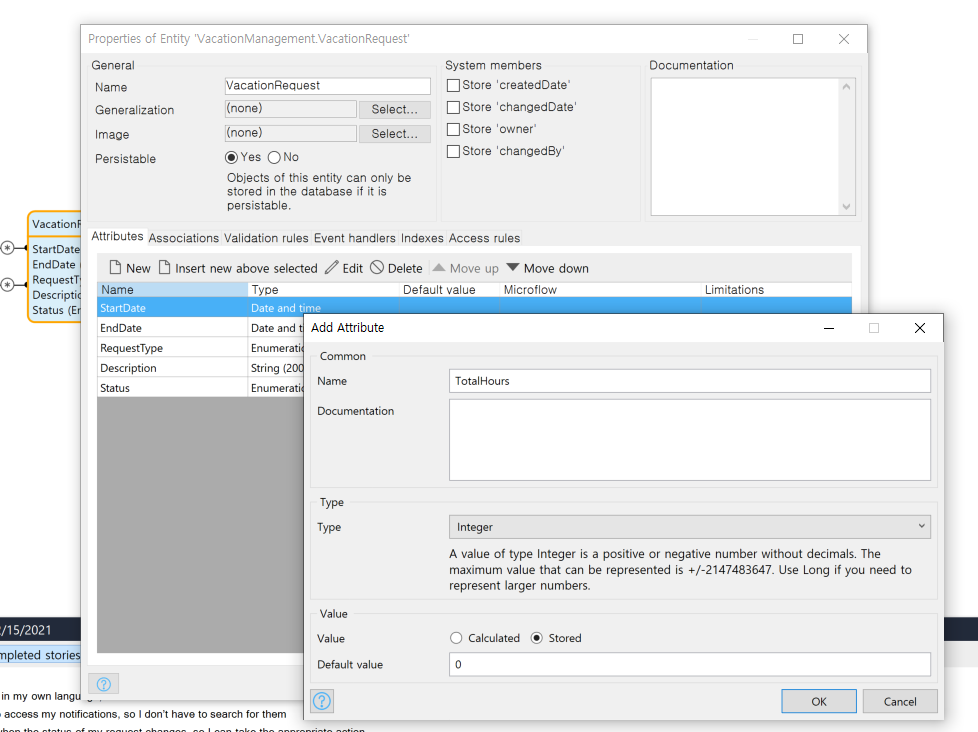 Properties of Entity 'VacationManagement.VacationRequest'
General
Name
VacationRequest
Generalization
(none)
Select...
Image
(none)
Select...
Persistable
Yes
No
Objects of this entity can only be
stored in the database if it is
persistable.
System members
Store 'createdDate'
Store 'changedDate'
Store 'owner'
Store 'changedBy'
Documentation
Attributes Associations Validation rules Event handlers Indexes Access rules
New Insert new above selected Edit Delete Move up Move down
Name Type Default value Microflow Limitations
StartDate Date and time
EndDate Date and t
RequestType Enumeratio
Description String (200
Status Enumeratio
VacationR
StartDate
EndDate
RequestTy
Descriptio
Status (En
Add Attribute
Common
Name
TotalHours
Documentation
Type
Type
Integer
A value of type Integer is a positive or negative number without decimals. The
maximum value that can be represented is +/-2147483647. Use Long if you need to
represent larger numbers.
Value
Value
Calculated
Stored
Default value
0
OK
Cancel
/15/2021
mpleted stories
in my own langu
access my notifications, so I don't have to search for them
when the status of my request changes, so I can take the appropriate action